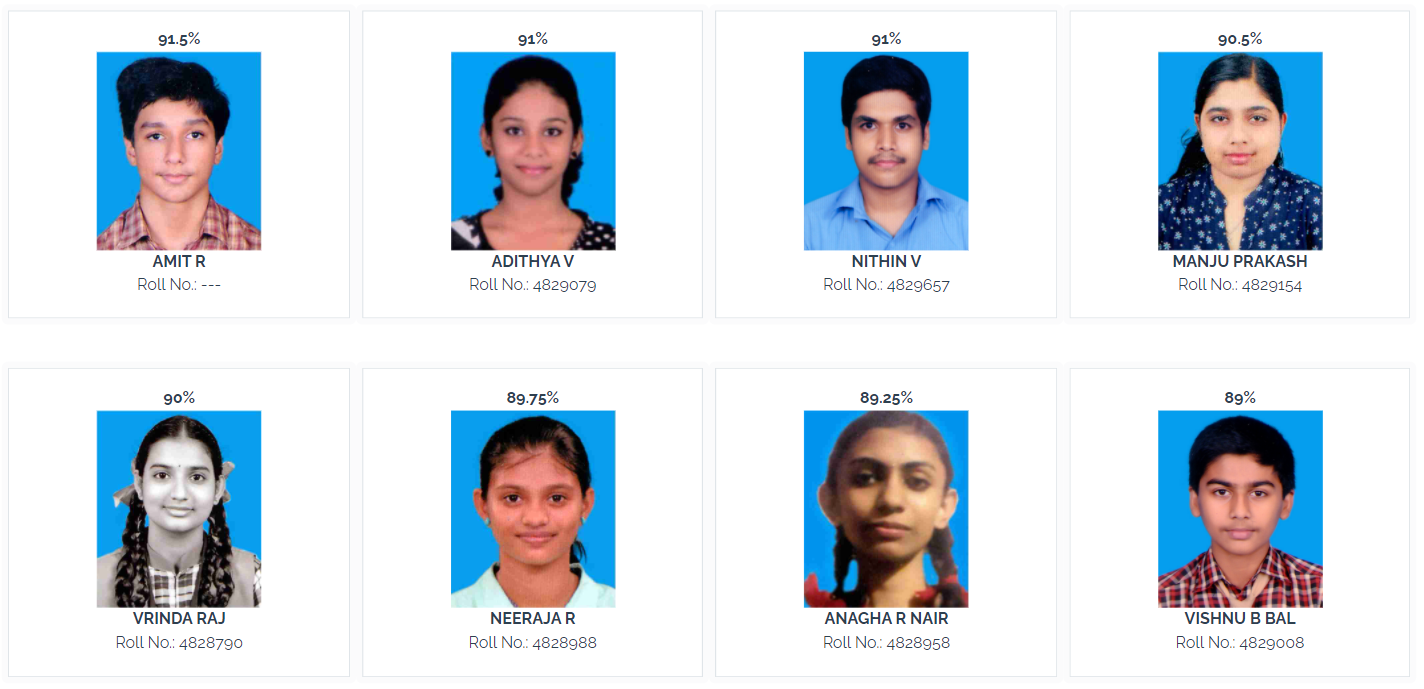 91.5%
AMIT R
Roll No.: ---
91%
ADITHYA V
Roll No.: 4829079
91%
NITHIN V
Roll No.: 4829657
90.5%
MANJU PRAKASH
Roll No.: 4829154
90%
VRINDA RAJ
Roll No.: 4828790
89.75%
NEERAJA R
Roll No.: 4828988
89.25%
ANAGHA R NAIR
Roll No.: 4828958
89%
VISHNU B BAL
Roll No.: 4829008